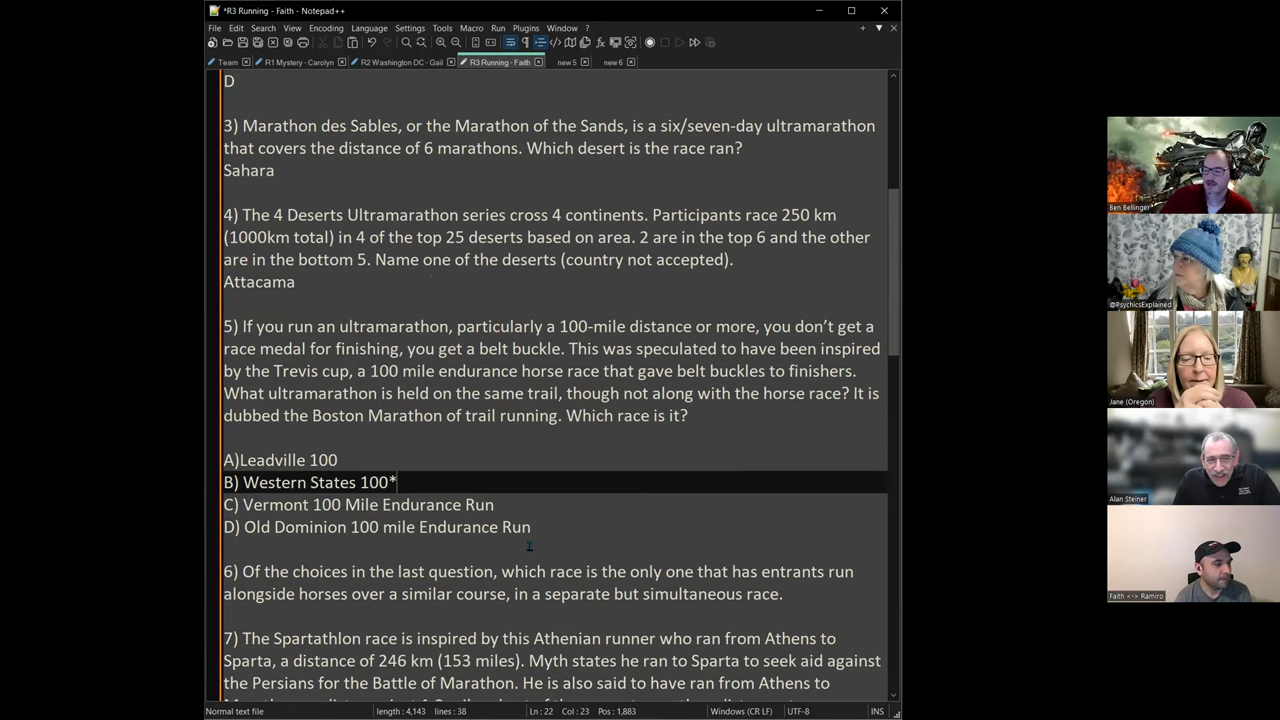 *R3 Running - Faith - Notepad++
File Edit Search View Encoding Language Settings Tools Macro Run Plugins Window ?
Team R1 Mystery - Carolyn R2 Washington DC - Gail R3 Running - Faith new 5 new 6
D
3) Marathon des Sables, or the Marathon of the Sands, is a six/seven-day ultramarathon
that covers the distance of 6 marathons. Which desert is the race ran?
Sahara
4) The 4 Deserts Ultramarathon series cross 4 continents. Participants race 250 km
(1000km total) in 4 of the top 25 deserts based on area. 2 are in the top 6 and the other
are in the bottom 5. Name one of the deserts (country not accepted).
Attacama
5) If you run an ultramarathon, particularly a 100-mile distance or more, you don’t get a
race medal for finishing, you get a belt buckle. This was speculated to have been inspired
by the Trevis cup, a 100 mile endurance horse race that gave belt buckles to finishers.
What ultramarathon is held on the same trail, though not along with the horse race? It is
dubbed the Boston Marathon of trail running. Which race is it?
A)Leadville 100
B) Western States 100*
C) Vermont 100 Mile Endurance Run
D) Old Dominion 100 mile Endurance Run
6) Of the choices in the last question, which race is the only one that has entrants run
alongside horses over a similar course, in a separate but simultaneous race.
7) The Spartathlon race is inspired by this Athenian runner who ran from Athens to
Sparta, a distance of 246 km (153 miles). Myth states he ran to Sparta to seek aid against
the Persians for the Battle of Marathon. He is also said to have ran from Athens to
Normal text file length : 4,143 lines : 38 Ln : 22 Col : 23 Pos : 1,883 Windows (CR LF) UTF-8 INS
Ben Bellinger
@PsychicsExplained
Jane (Oregon)
Alan Steiner
Faith <-> Ramiro